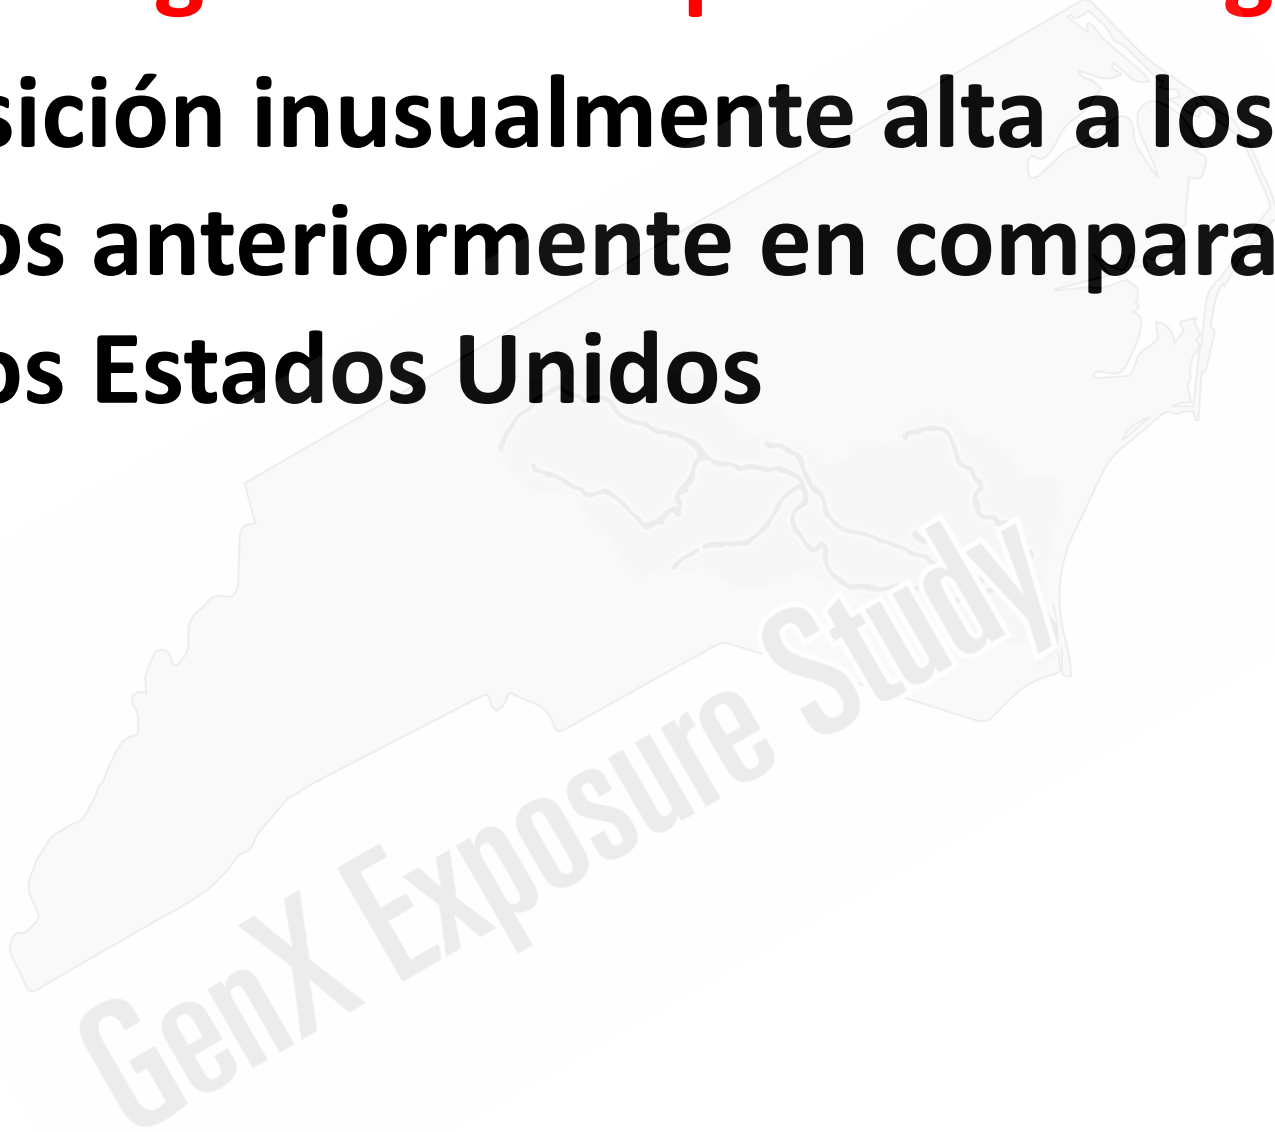 sición inusualmente alta a los
os anteriormente en compara
os Estados Unidos
GenX Exposure Study